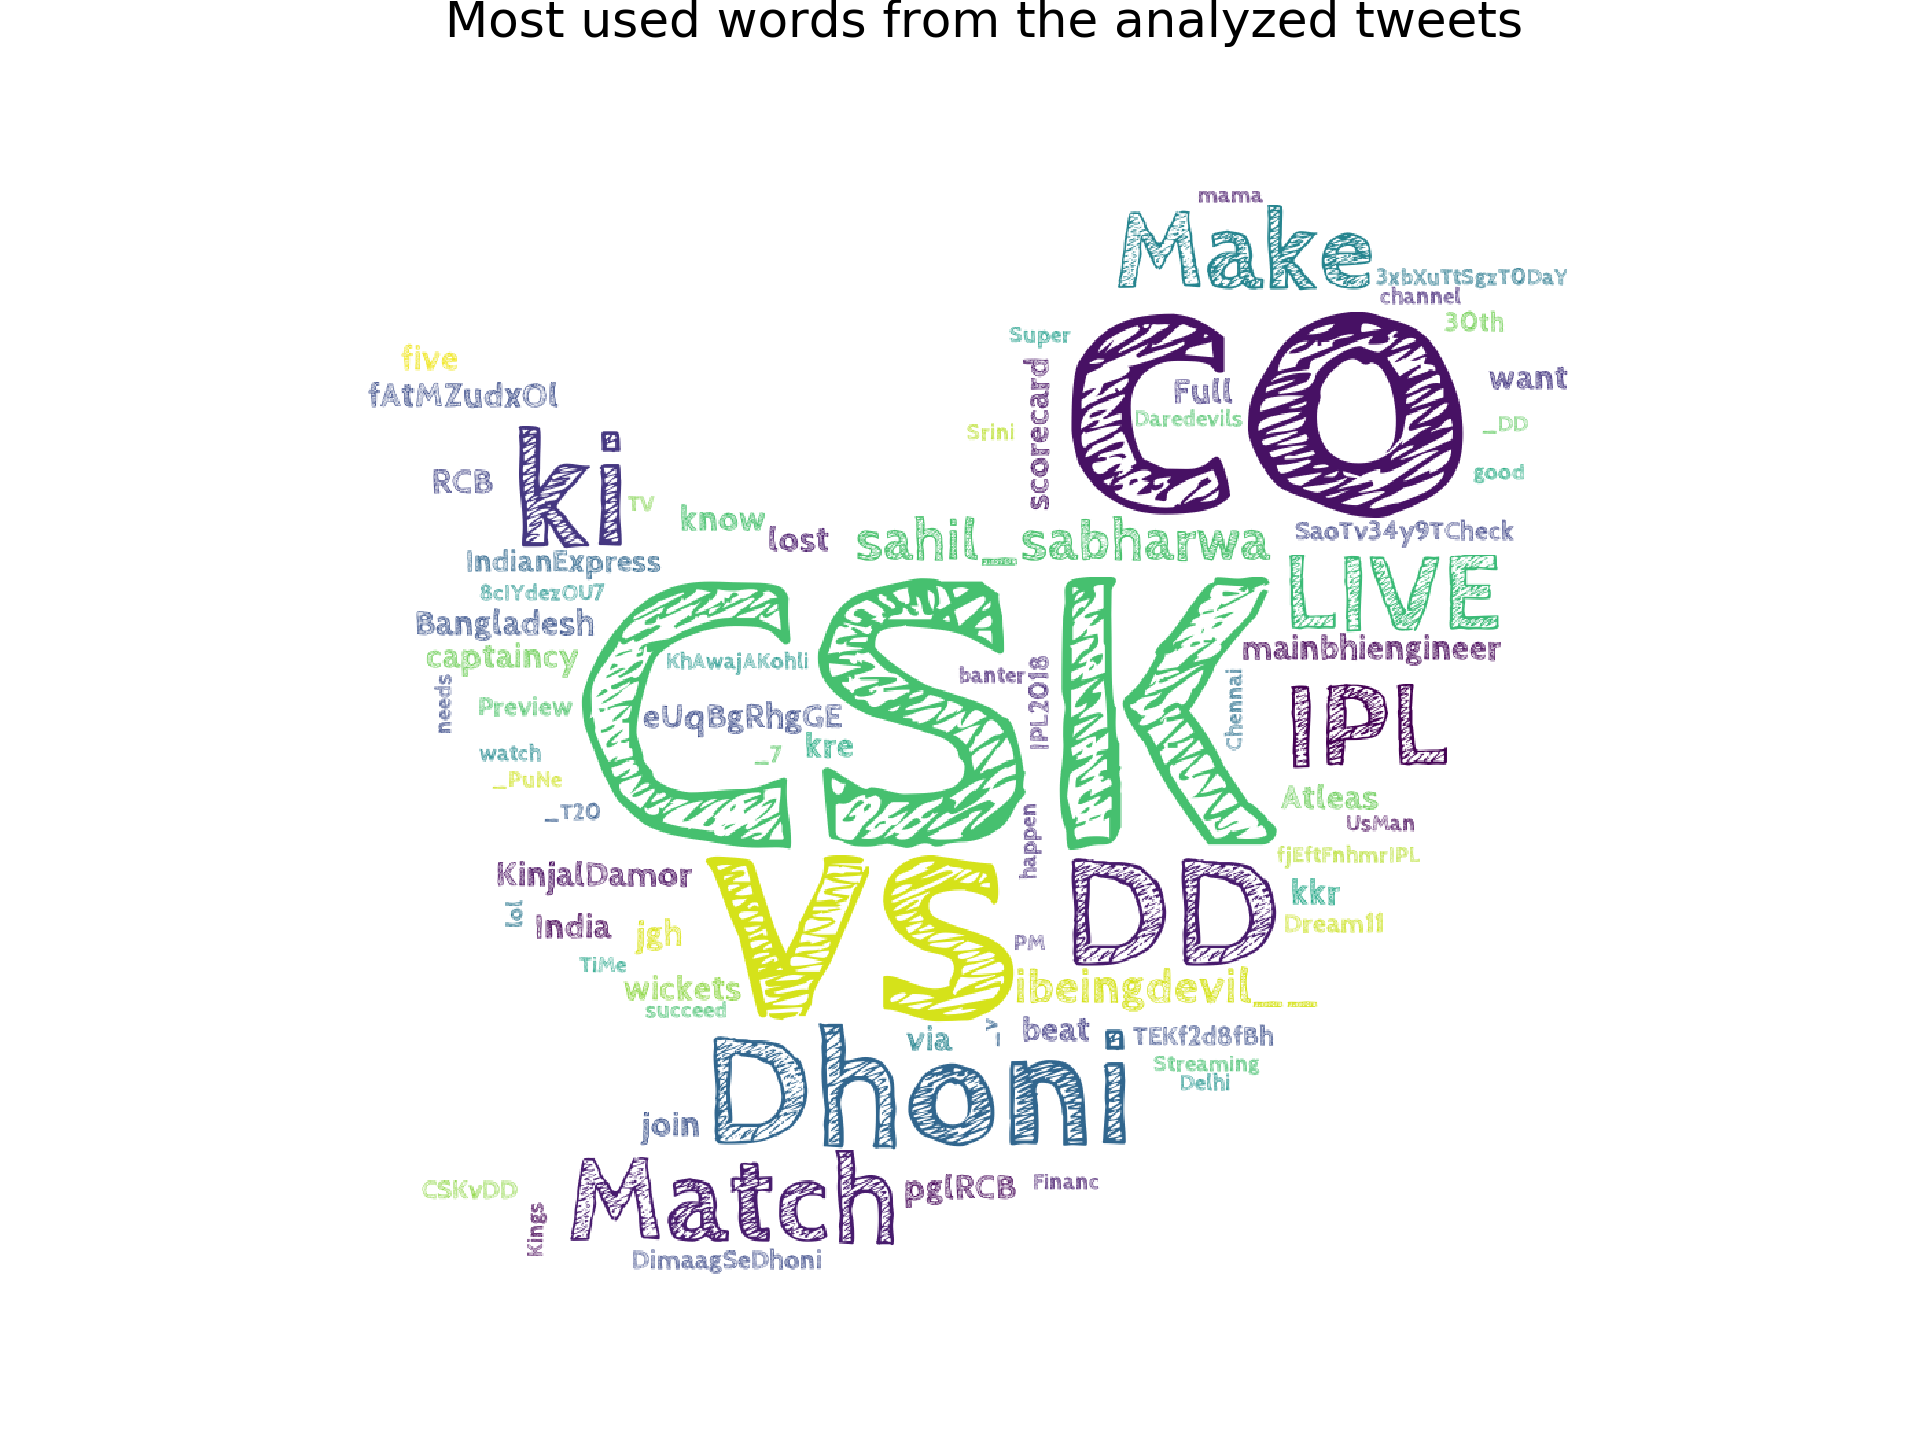 Most used words from the analyzed tweets
mama
Make
3xbXuTtSgzT0DaY
channel
30th
Super
CO
five
scorecard
Full
want
fAtMZudxOl
Daredevils
_DD
Srini
ki
good
RCB
TV
know
lost
sahil_sabharwa
SaoTv34y9TCheck
IndianExpress
LIVE
8cIYdezOU7
CSK
Bangladesh
mainbhiengineer
captaincy
KhAwajAKohli
banter
IPL2018
Chennai
needs
Preview
eUqBgRhgGE
IPL
kre
watch
_7
_PuNe
Atleas
_T20
UsMan
happen
fjEftFnhmrIPL
KinjalDamor
VS
DD
kkr
lol
India
jgh
Dream11
PM
TiMe
wickets
ibeingdevil__
succeed
via
beat
TEKf2d8fBh
Streaming
Delhi
Dhoni
join
Match
CSKvDD
pglRCB
Financ
Kings
DimaagSeDhoni